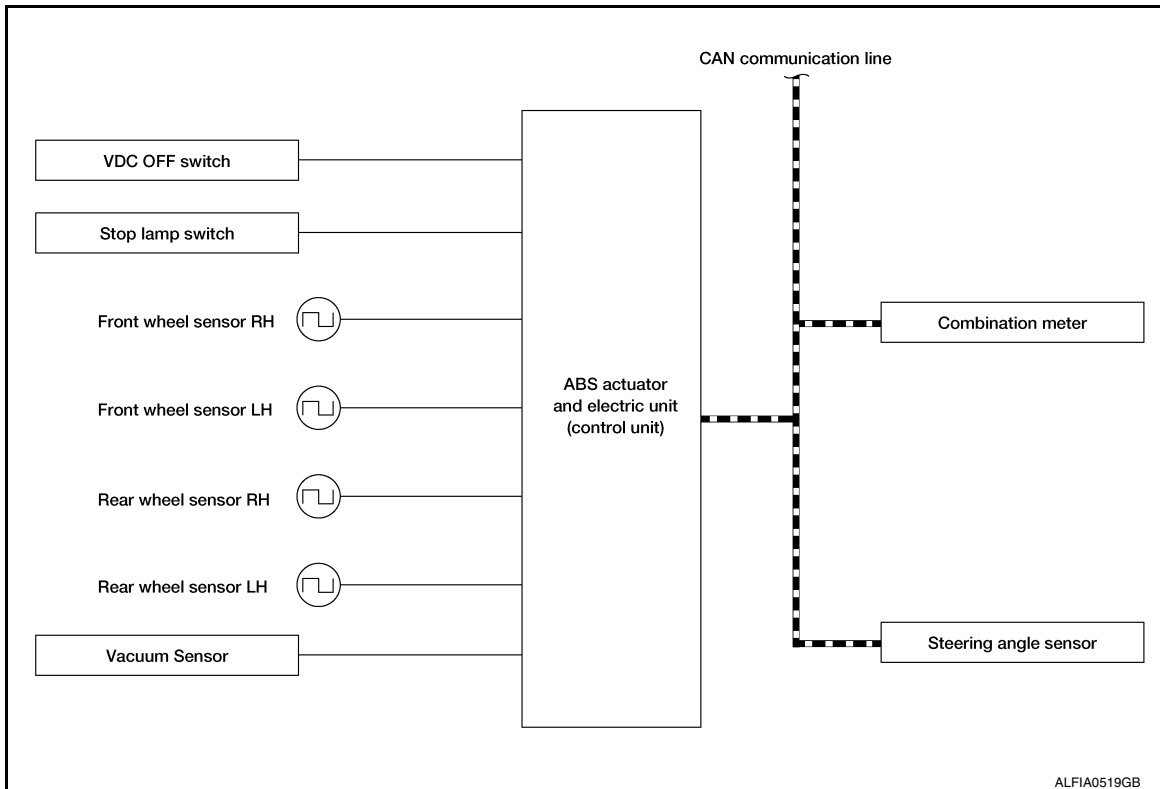 CAN communication line
VDC OFF switch
Stop lamp switch
Front wheel sensor RH
Front wheel sensor LH
Rear wheel sensor RH
Rear wheel sensor LH
Vacuum Sensor
ABS actuator
and electric unit
(control unit)
Combination meter
Steering angle sensor
ALFIA0519GB